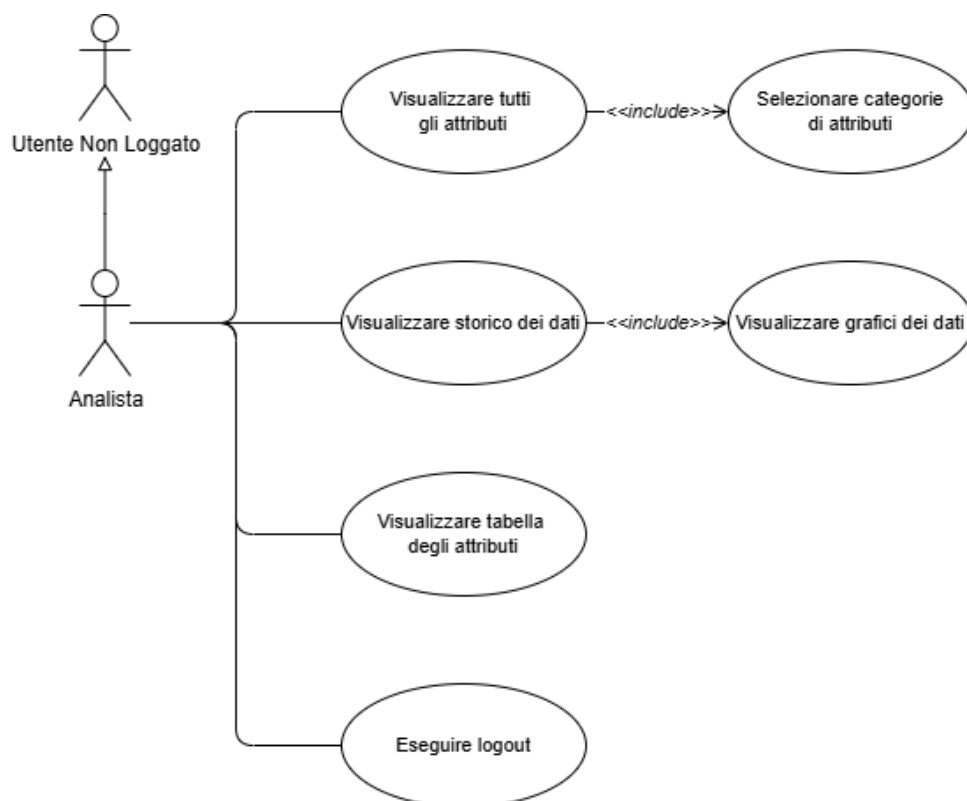 Utente Non Loggato
Analista
Visualizzare tutti
gli attributi
<<include>>
Selezionare categorie
di attributi
Visualizzare storico dei dati
<<include>>
Visualizzare grafici dei dati
Visualizzare tabella
degli attributi
Eseguire logout